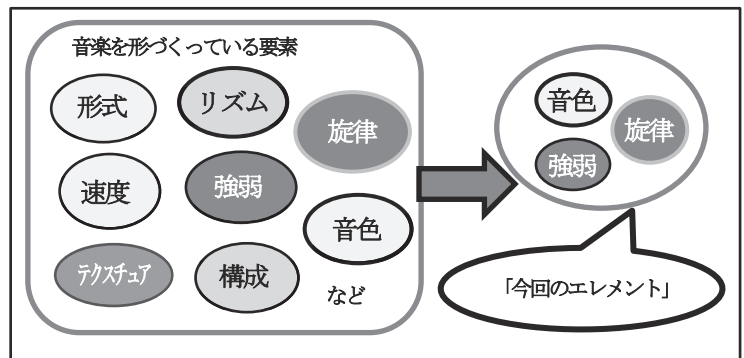 音楽を形づくっている要素
形式
リズム
旋律
速度
強弱
音色
テクスチュア
構成
など
音色
旋律
強弱
「今回のエレメント」